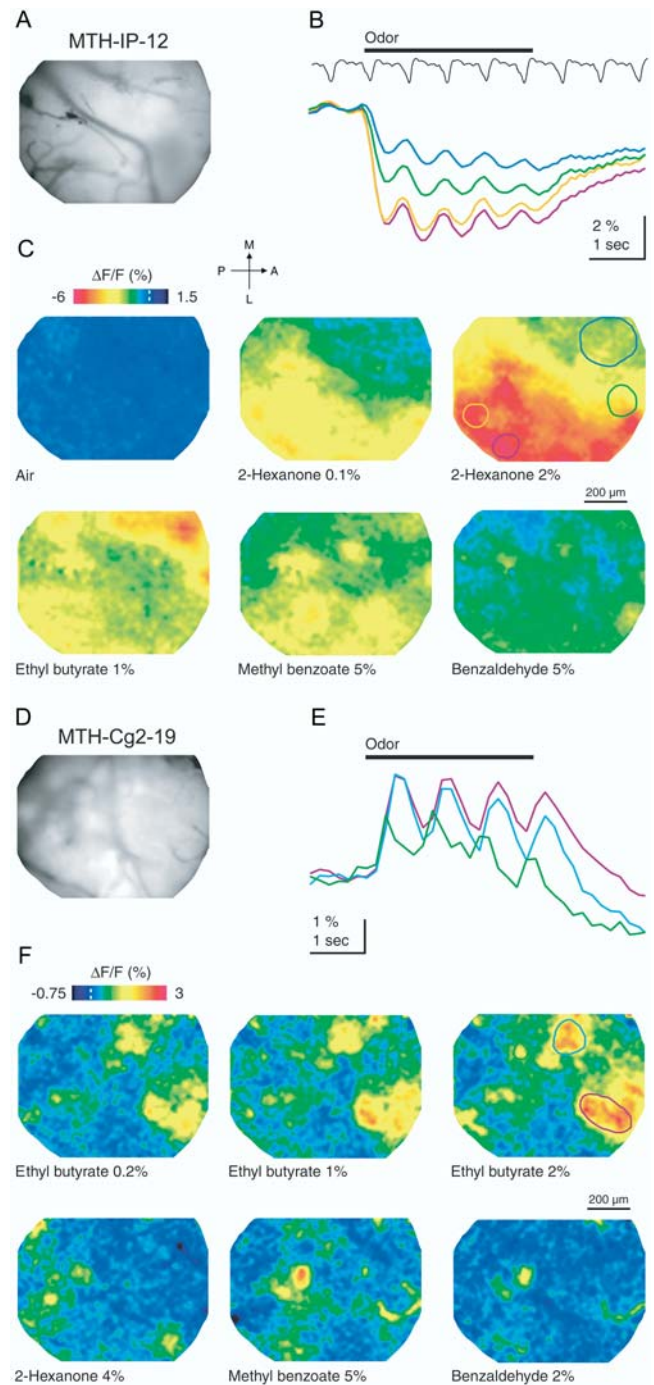 A
MTH-IP-12
B
Odor
2 %
1 sec
C
M
P A
L
ΔF/F (%)
-6 1.5
Air
2-Hexanone 0.1%
2-Hexanone 2%
200 µm
Ethyl butyrate 1%
Methyl benzoate 5%
Benzaldehyde 5%
D
MTH-Cg2-19
E
Odor
1 %
1 sec
F
ΔF/F (%)
-0.75 3
Ethyl butyrate 0.2%
Ethyl butyrate 1%
Ethyl butyrate 2%
200 µm
2-Hexanone 4%
Methyl benzoate 5%
Benzaldehyde 2%